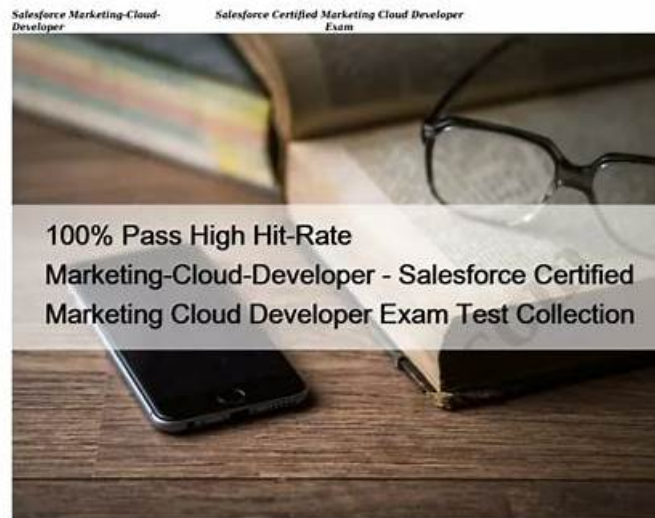 Salesforce Marketing-Cloud-
Developer
Salesforce Certified Marketing Cloud Developer
Exam
100% Pass High Hit-Rate
Marketing-Cloud-Developer - Salesforce Certified
Marketing Cloud Developer Exam Test Collection